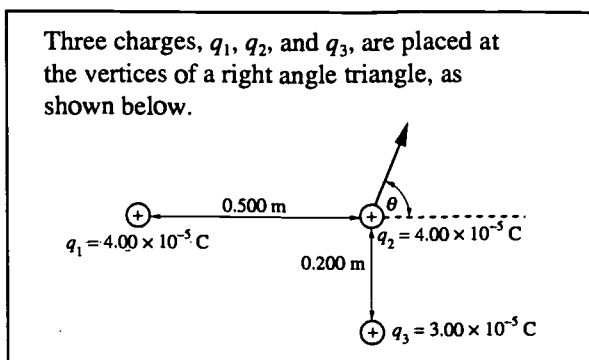 Three charges, q₁, q₂, and q₃, are placed at
the vertices of a right angle triangle, as
shown below.
0.500 m
θ
q₁ = 4.00 × 10⁻⁵ C
q₂ = 4.00 × 10⁻⁵ C
0.200 m
q₃ = 3.00 × 10⁻⁵ C